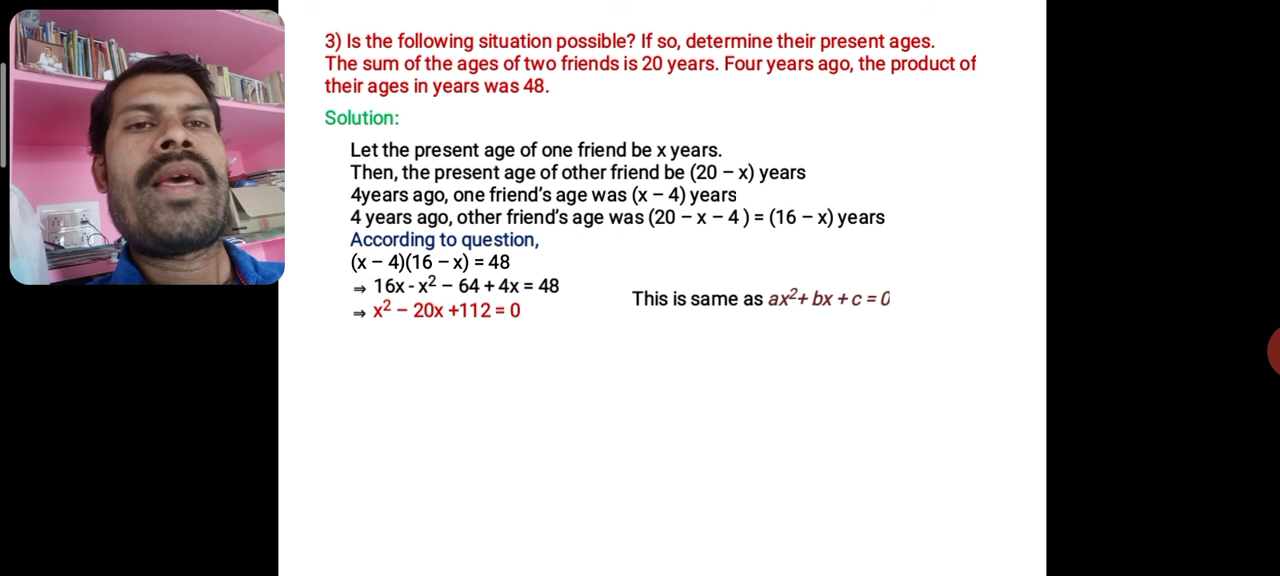 3) Is the following situation possible? If so, determine their present ages.
The sum of the ages of two friends is 20 years. Four years ago, the product of
their ages in years was 48.
Solution:
Let the present age of one friend be x years.
Then, the present age of other friend be (20 – x) years
4years ago, one friend's age was (x – 4) years
4 years ago, other friend's age was (20 – x – 4 ) = (16 – x) years
According to question,
(x – 4)(16 – x) = 48
⇒ 16x - x² – 64 + 4x = 48
⇒ x² – 20x +112 = 0
This is same as ax²+ bx + c = 0